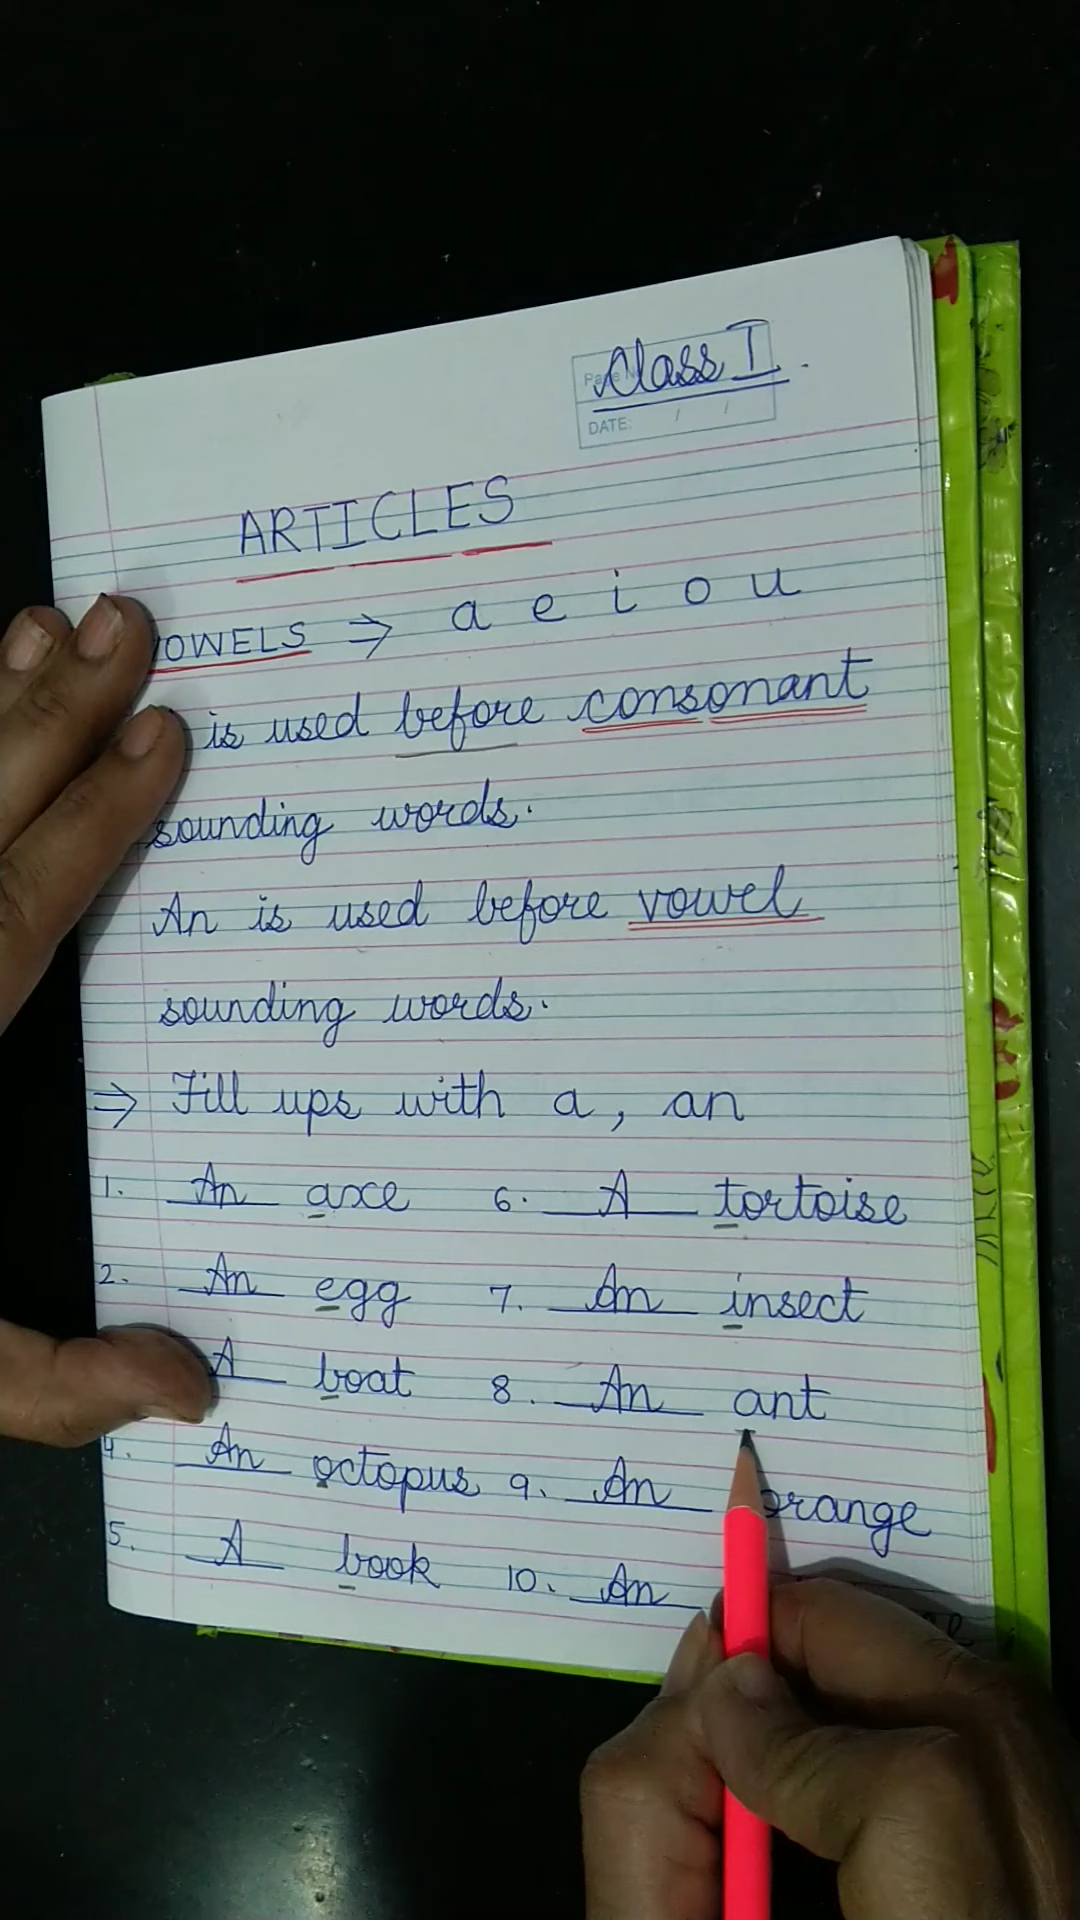 Class I.
DATE: / /
ARTICLES
VOWELS ⇒ a e i o u
is used before consonant
sounding words.
An is used before vowel
sounding words.
⇒ Fill ups with a, an
1. An axe 6. A tortoise
2. An egg 7. An insect
A boat 8. An ant
4. An octopus 9. An orange
5. A book 10. An